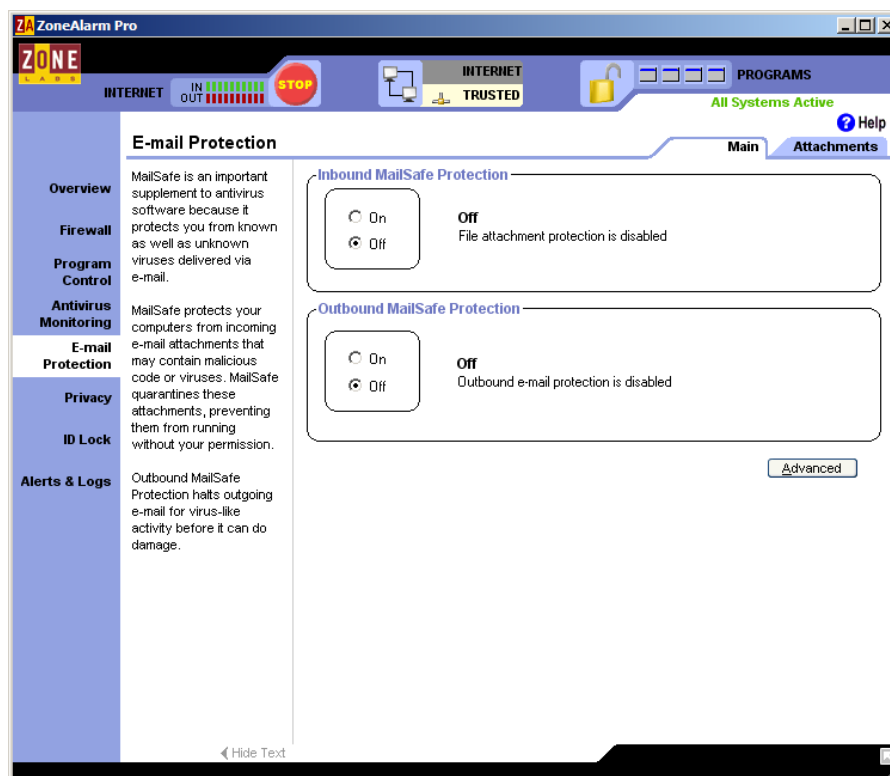 ZoneAlarm Pro
ZONE
LABS
INTERNET
IN
OUT
STOP
INTERNET
TRUSTED
PROGRAMS
All Systems Active
Help
E-mail Protection
Main
Attachments
Overview
Firewall
Program
Control
Antivirus
Monitoring
E-mail
Protection
Privacy
ID Lock
Alerts & Logs
MailSafe is an important
supplement to antivirus
software because it
protects you from known
as well as unknown
viruses delivered via
e-mail.
MailSafe protects your
computers from incoming
e-mail attachments that
may contain malicious
code or viruses. MailSafe
quarantines these
attachments, preventing
them from running
without your permission.
Outbound MailSafe
Protection halts outgoing
e-mail for virus-like
activity before it can do
damage.
Hide Text
Inbound MailSafe Protection
On
Off
Off
File attachment protection is disabled
Outbound MailSafe Protection
On
Off
Off
Outbound e-mail protection is disabled
Advanced